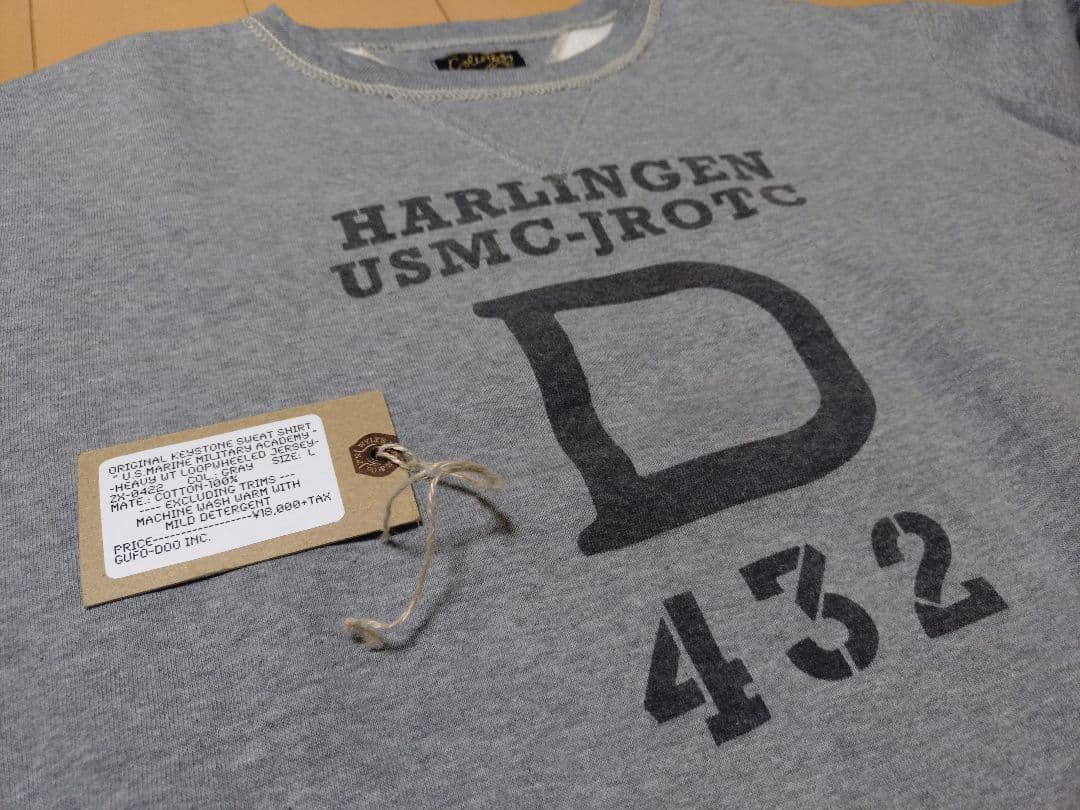 HARLINGEN
USMC-JROTC
D
432
ORIGINAL KEYSTONE SWEAT SHIRT
"U.S.MARINE MILITARY ACADEMY"
-HEAVY WT LOOPWHEELED JERSEY-
ZX-0422 COL.:GRAY SIZE: L
MATE.: COTTON-100%
---- EXCLUDING TRIMS ---
MACHINE WASH WARM WITH
MILD DETERGENT
PRICE---------------¥18,000+TAX
GUFO-DOO INC.